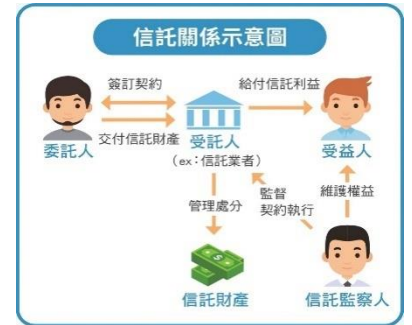 信託關係示意圖
簽訂契約
給付信託利益
交付信託財產
委託人
受託人
(ex：信託業者)
受益人
管理處分
監督
契約執行
維護權益
信託財產
信託監察人